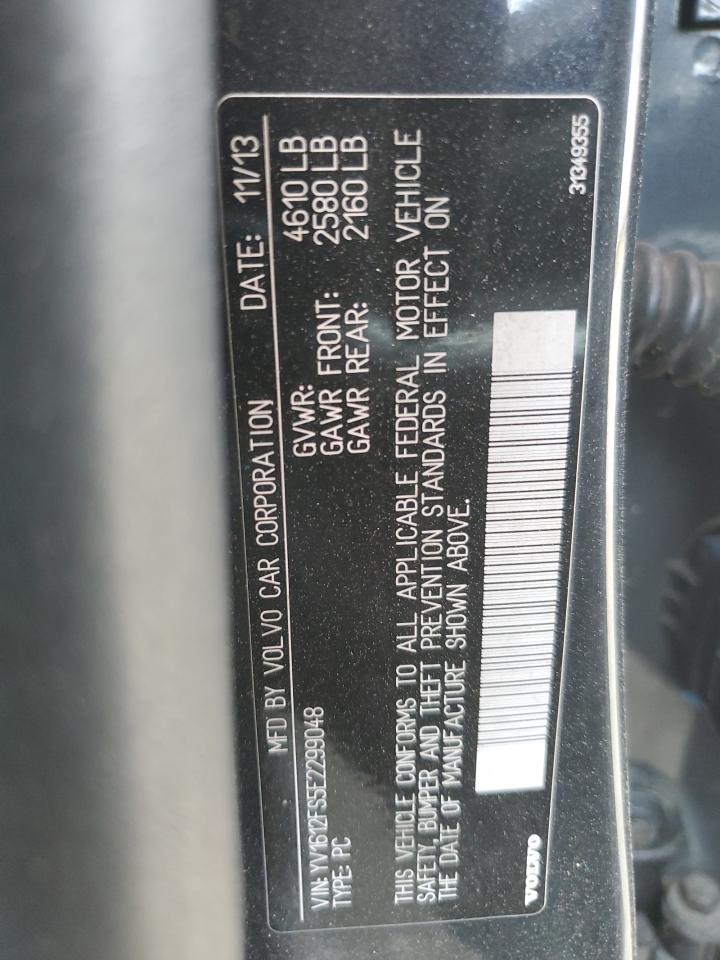 MFD BY VOLVO CAR CORPORATION DATE: 11/13
GVWR: 4610 LB
GAWR FRONT: 2580 LB
GAWR REAR: 2160 LB
VIN: YV1612FS5F2299048
TYPE: PC
THIS VEHICLE CONFORMS TO ALL APPLICABLE FEDERAL MOTOR VEHICLE
SAFETY, BUMPER AND THEFT PREVENTION STANDARDS IN EFFECT ON
THE DATE OF MANUFACTURE SHOWN ABOVE.
VOLVO
31349355